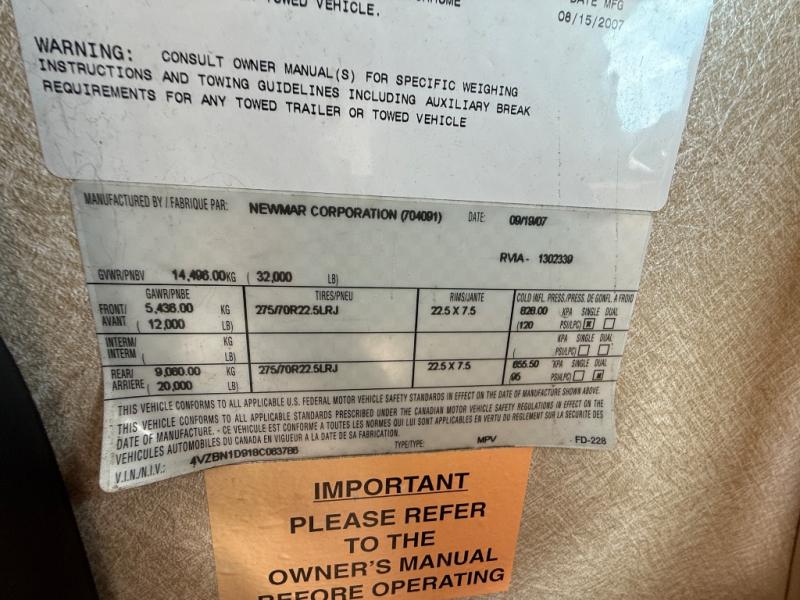 TOWED VEHICLE.
DATE MFG
08/15/2007
WARNING: CONSULT OWNER MANUAL(S) FOR SPECIFIC WEIGHING
INSTRUCTIONS AND TOWING GUIDELINES INCLUDING AUXILIARY BREAK
REQUIREMENTS FOR ANY TOWED TRAILER OR TOWED VEHICLE
MANUFACTURED BY / FABRIQUE PAR: NEWMAR CORPORATION (704091) DATE: 09/19/07
RVIA - 1302339
GVWR/PNBV 14,496.00 KG ( 32,000 LB)
GAWR/PNBE TIRES/PNEU RIMS/JANTE COLD INFL. PRESS./PRESS. DE GONFL. A FROID
FRONT/ 5,436.00 KG 275/70R22.5LRJ 22.5 X 7.5 828.00 KPA SINGLE DUAL
AVANT ( 12,000 LB) (120 PSI/LPC)
INTERM/ KG KPA SINGLE DUAL
INTERM ( LB) ( PSI/LPC)
REAR/ 9,060.00 KG 275/70R22.5LRJ 22.5 X 7.5 655.50 KPA SINGLE DUAL
ARRIERE ( 20,000 LB) 95 PSI/LPC)
THIS VEHICLE CONFORMS TO ALL APPLICABLE U.S. FEDERAL MOTOR VEHICLE SAFETY STANDARDS IN EFFECT ON THE DATE OF MANUFACTURE SHOWN ABOVE.
THIS VEHICLE CONFORMS TO ALL APPLICABLE STANDARDS PRESCRIBED UNDER THE CANADIAN MOTOR VEHICLE SAFETY REGULATIONS IN EFFECT ON THE
DATE OF MANUFACTURE. - CE VEHICULE EST CONFORME A TOUTES LES NORMES QUI LUI SONT APPLICABLES EN VERTU DU REGLEMENT SUR LA SECURITE DES
VEHICULES AUTOMOBILES DU CANADA EN VIGUEUR A LA DATE DE SA FABRICATION.
V.I.N./N.I.V.: 4VZBN1D918C063786 TYPE/TYPE: MPV FD-228
IMPORTANT
PLEASE REFER
TO THE
OWNER'S MANUAL
BEFORE OPERATING